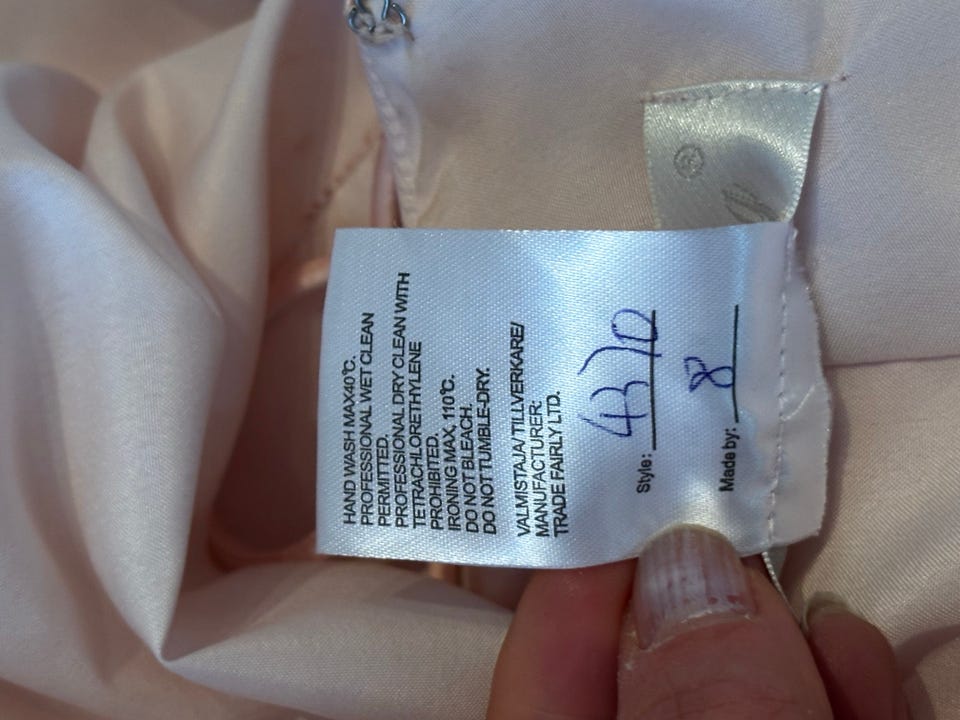 HAND WASH MAX40℃.
PROFESSIONAL WET CLEAN
PERMITTED.
PROFESSIONAL DRY CLEAN WITH
TETRACHLORETHYLENE
PROHIBITED.
IRONING MAX. 110℃.
DO NOT BLEACH.
DO NOT TUMBLE-DRY.
VALMISTAJA/TILLVERKARE/
MANUFACTURER:
TRADE FAIRLY LTD.
Style: 4370
Made by: 8
®